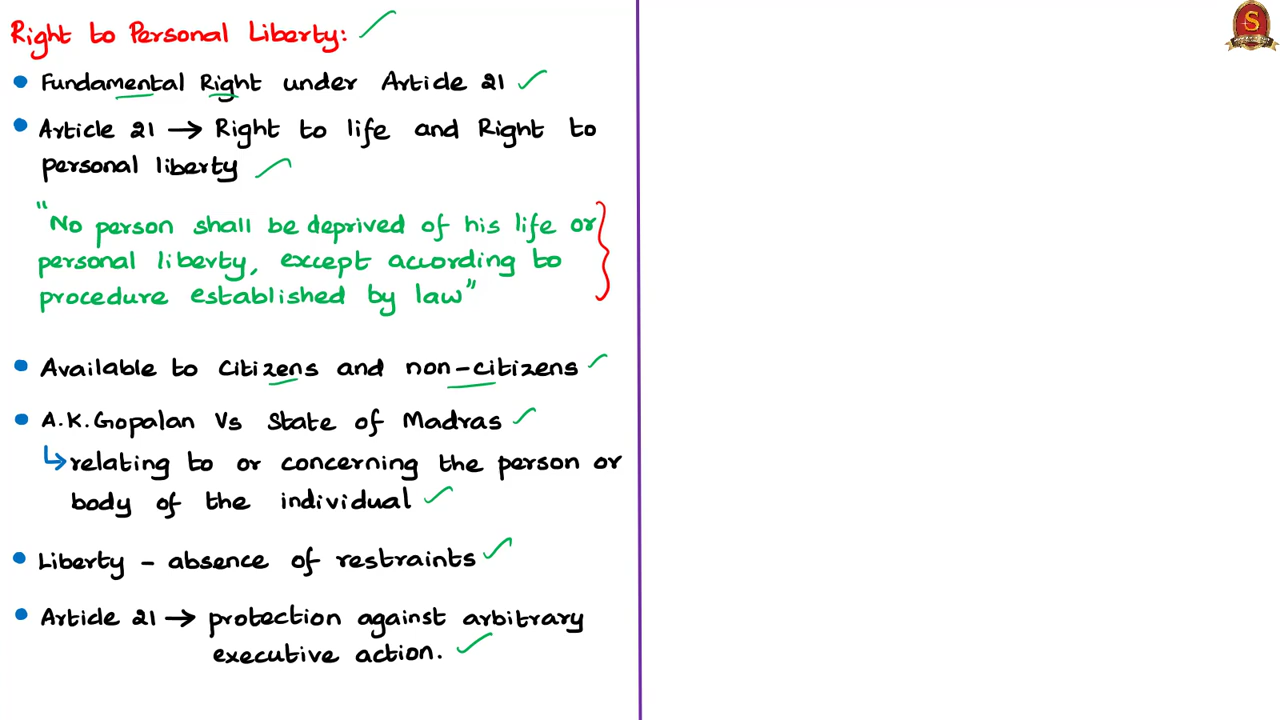 Right to Personal Liberty:
Fundamental Right under Article 21
Article 21 → Right to life and Right to
personal liberty
"No person shall be deprived of his life or
personal liberty, except according to
procedure established by law"
Available to citizens and non-citizens
A.K.Gopalan Vs State of Madras
relating to or concerning the person or
body of the individual
Liberty - absence of restraints
Article 21 → protection against arbitrary
executive action.
S